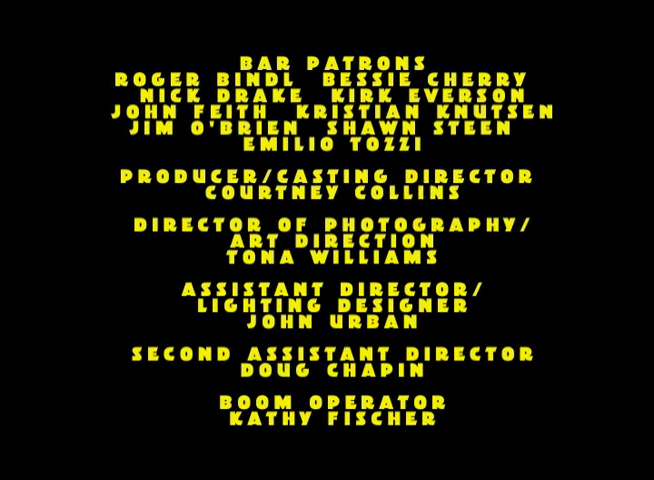 BAR PATRONS
ROGER BINDL BESSIE CHERRY
NICK DRAKE KIRK EVERSON
JOHN FEITH KRISTIAN KNUTSEN
JIM O'BRIEN SHAWN STEEN
EMILIO TOZZI
PRODUCER/CASTING DIRECTOR
COURTNEY COLLINS
DIRECTOR OF PHOTOGRAPHY/
ART DIRECTION
TONA WILLIAMS
ASSISTANT DIRECTOR/
LIGHTING DESIGNER
JOHN URBAN
SECOND ASSISTANT DIRECTOR
DOUG CHAPIN
BOOM OPERATOR
KATHY FISCHER